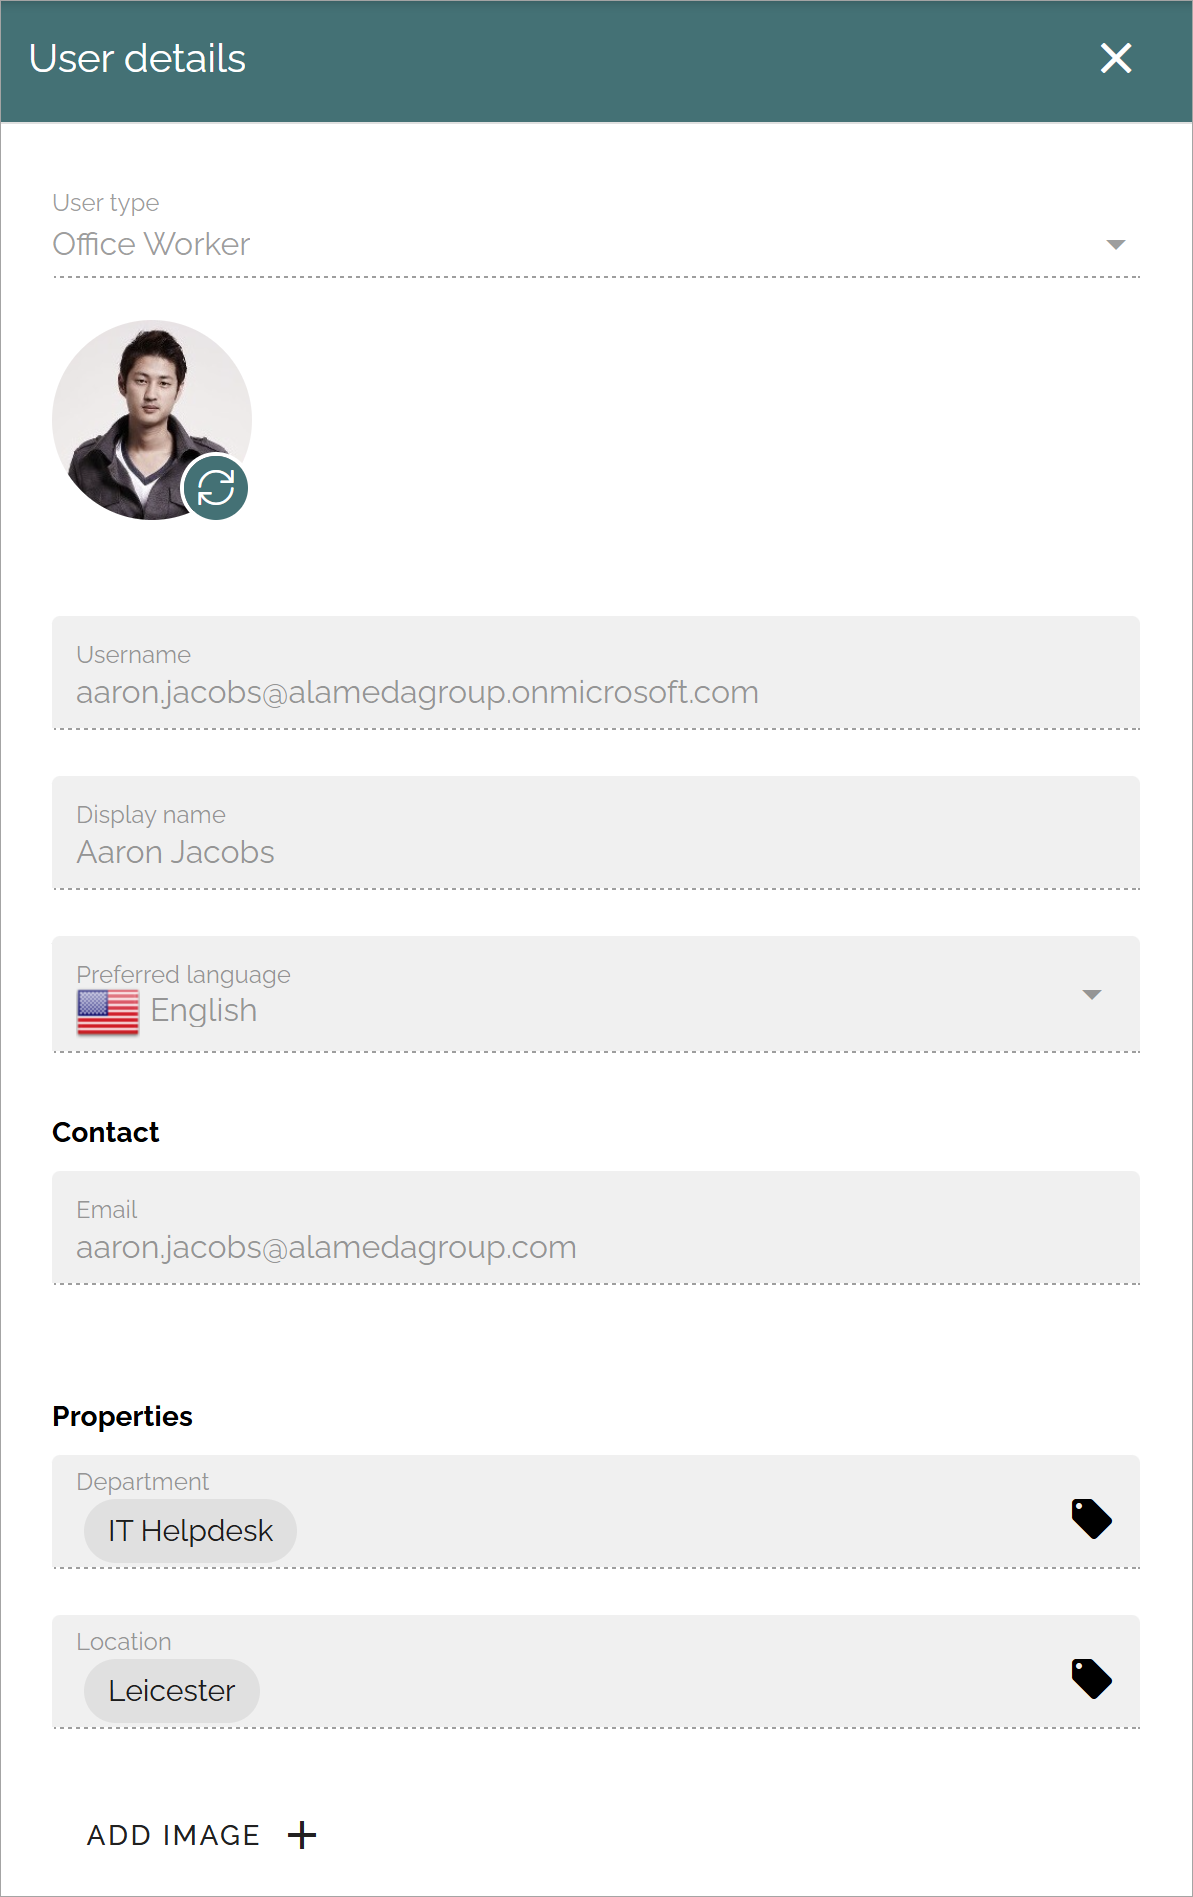 User details
User type
Office Worker
Username
aaron.jacobs@alamedagroup.onmicrosoft.com
Display name
Aaron Jacobs
Preferred language
English
Contact
Email
aaron.jacobs@alamedagroup.com
Properties
Department
IT Helpdesk
Location
Leicester
ADD IMAGE